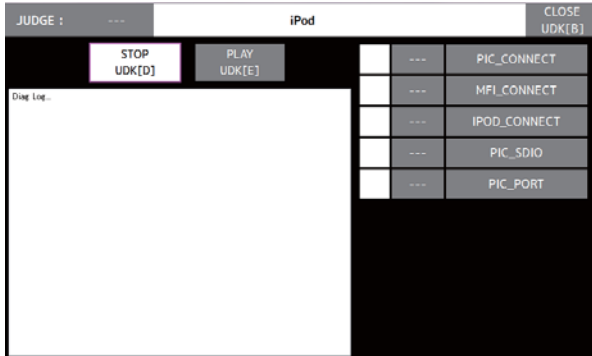 JUDGE :
---
iPod
CLOSE
UDK[B]
STOP
UDK[D]
PLAY
UDK[E]
Diag Log...
--- PIC_CONNECT
--- MFI_CONNECT
--- IPOD_CONNECT
--- PIC_SDIO
--- PIC_PORT